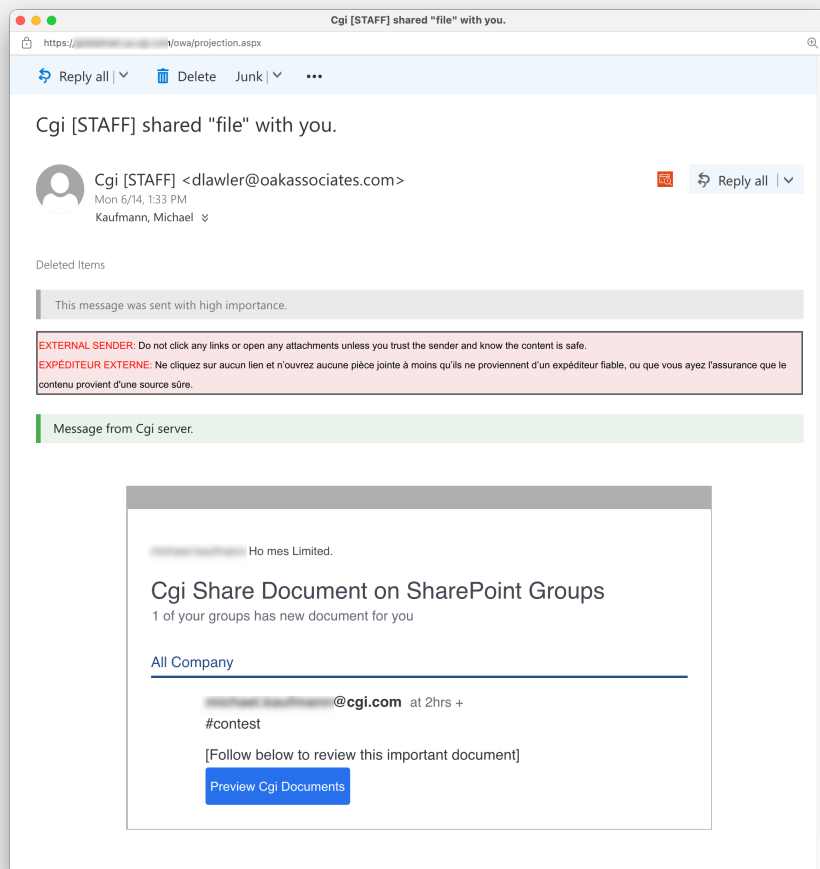 Cgi [STAFF] shared "file" with you.
https:/ /owa/projection.aspx
Reply all Delete Junk
Cgi [STAFF] shared "file" with you.
Cgi [STAFF] <dlawler@oakassociates.com>
Reply all
Mon 6/14, 1:33 PM
Kaufmann, Michael
Deleted Items
This message was sent with high importance.
EXTERNAL SENDER: Do not click any links or open any attachments unless you trust the sender and know the content is safe.
EXPÉDITEUR EXTERNE: Ne cliquez sur aucun lien et n'ouvrez aucune pièce jointe à moins qu'ils ne proviennent d'un expéditeur fiable, ou que vous ayez l'assurance que le
contenu provient d'une source sûre.
Message from Cgi server.
Ho mes Limited.
Cgi Share Document on SharePoint Groups
1 of your groups has new document for you
All Company
@cgi.com at 2hrs +
#contest
[Follow below to review this important document]
Preview Cgi Documents